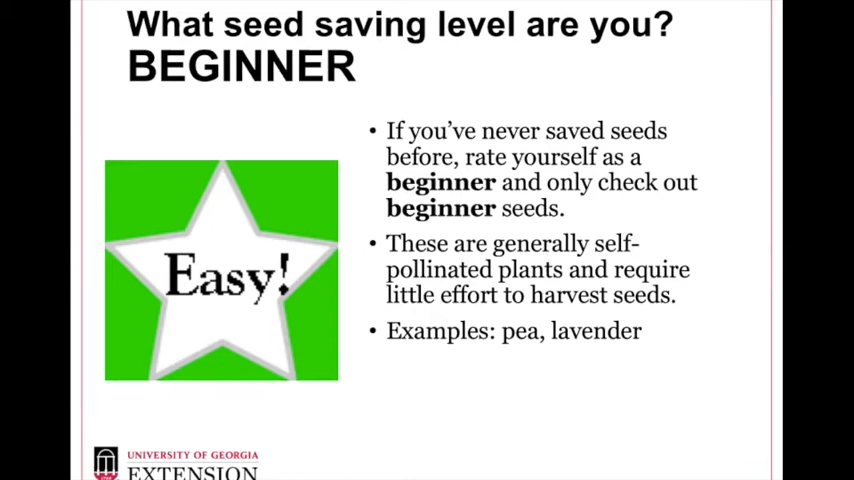 What seed saving level are you?
BEGINNER
• If you've never saved seeds
before, rate yourself as a
beginner and only check out
beginner seeds.
• These are generally self-
pollinated plants and require
little effort to harvest seeds.
• Examples: pea, lavender
Easy!
UNIVERSITY OF GEORGIA
EXTENSION